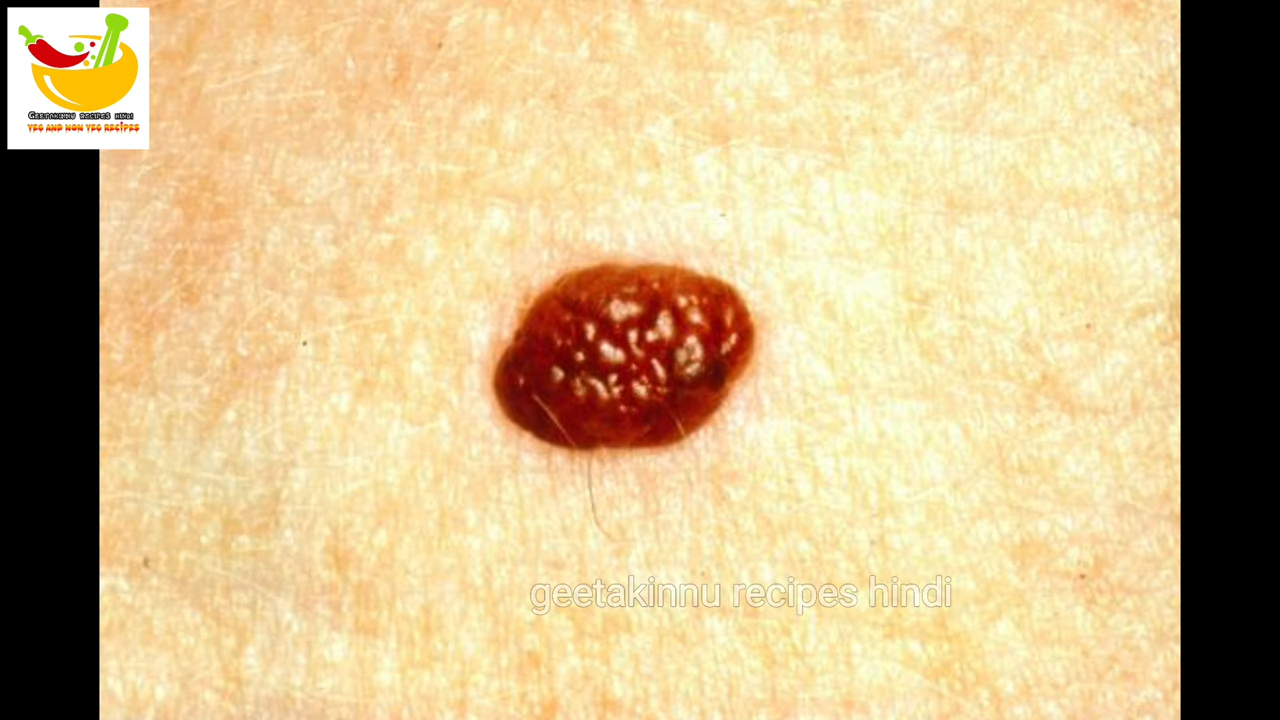 GEETAKINNU RECIPES HINDI
VEG AND NON VEG RECIPES
geetakinnu recipes hindi